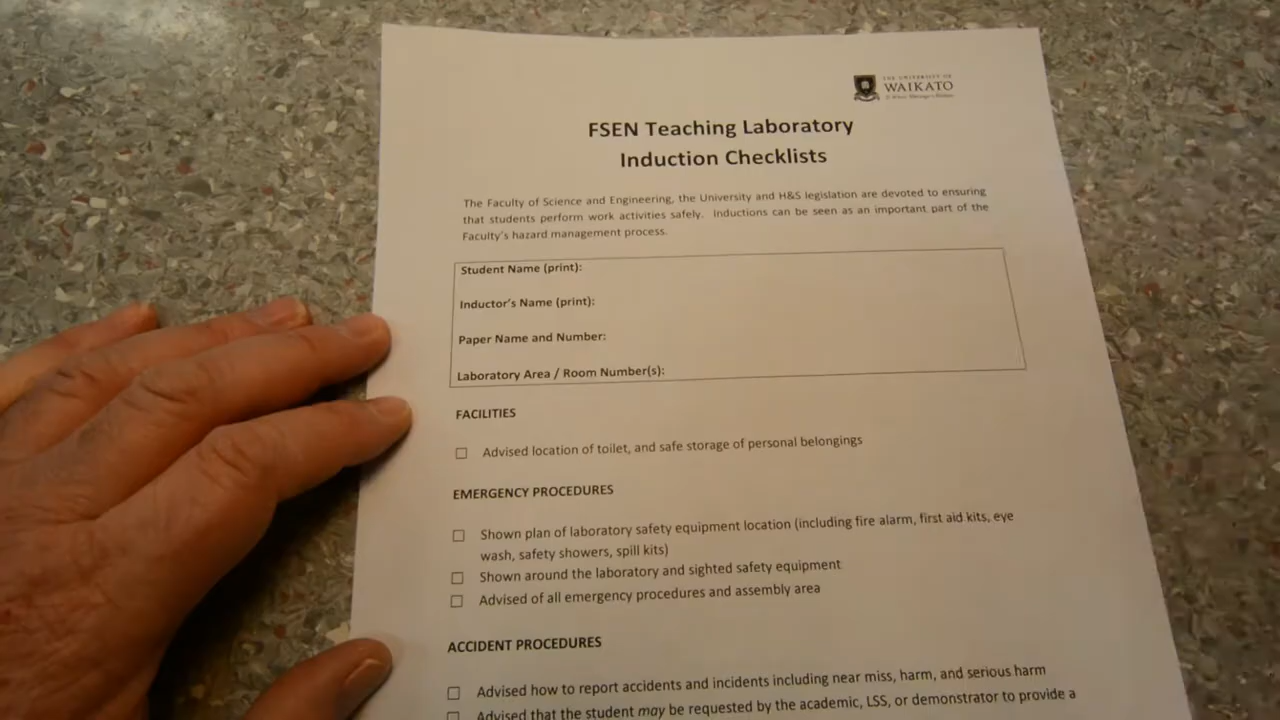 THE UNIVERSITY OF
WAIKATO
FSEN Teaching Laboratory
Induction Checklists
The Faculty of Science and Engineering, the University and H&S legislation are devoted to ensuring
that students perform work activities safely. Inductions can be seen as an important part of the
Faculty's hazard management process.
Student Name (print):
Inductor's Name (print):
Paper Name and Number:
Laboratory Area / Room Number(s):
FACILITIES
☐ Advised location of toilet, and safe storage of personal belongings
EMERGENCY PROCEDURES
☐ Shown plan of laboratory safety equipment location (including fire alarm, first aid kits, eye
wash, safety showers, spill kits)
☐ Shown around the laboratory and sighted safety equipment
☐ Advised of all emergency procedures and assembly area
ACCIDENT PROCEDURES
☐ Advised how to report accidents and incidents including near miss, harm, and serious harm
☐ Advised that the student may be requested by the academic, LSS, or demonstrator to provide a